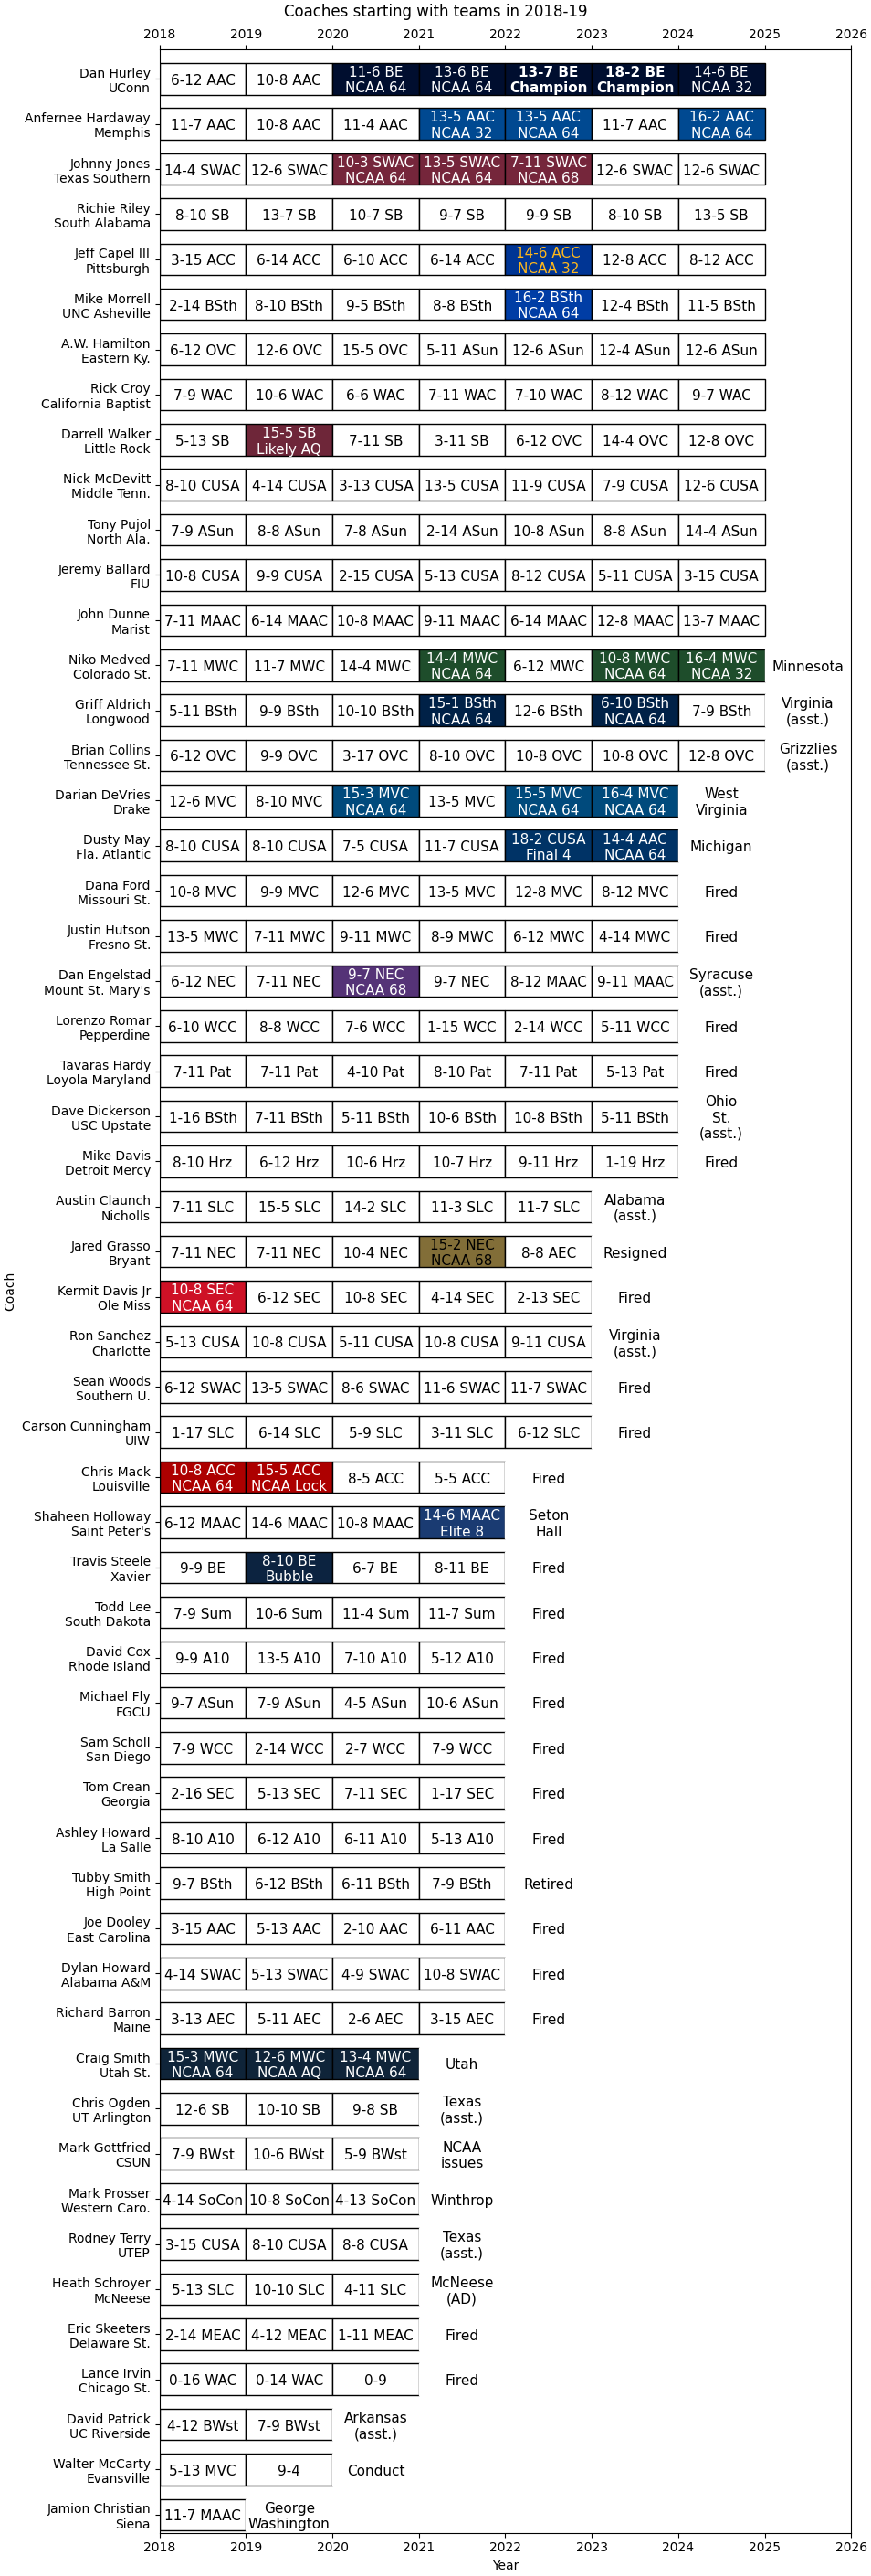 Coaches starting with teams in 2018-19
2018 2019 2020 2021 2022 2023 2024 2025 2026
Dan Hurley
UConn
6-12 AAC
10-8 AAC
11-6 BE
NCAA 64
13-6 BE
NCAA 64
13-7 BE
Champion
18-2 BE
Champion
14-6 BE
NCAA 32
Anfernee Hardaway
Memphis
11-7 AAC
10-8 AAC
11-4 AAC
13-5 AAC
NCAA 32
13-5 AAC
NCAA 64
11-7 AAC
16-2 AAC
NCAA 64
Johnny Jones
Texas Southern
14-4 SWAC
12-6 SWAC
10-3 SWAC
NCAA 64
13-5 SWAC
NCAA 64
7-11 SWAC
NCAA 68
12-6 SWAC
12-6 SWAC
Richie Riley
South Alabama
8-10 SB
13-7 SB
10-7 SB
9-7 SB
9-9 SB
8-10 SB
13-5 SB
Jeff Capel III
Pittsburgh
3-15 ACC
6-14 ACC
6-10 ACC
6-14 ACC
14-6 ACC
NCAA 32
12-8 ACC
8-12 ACC
Mike Morrell
UNC Asheville
2-14 BSth
8-10 BSth
9-5 BSth
8-8 BSth
16-2 BSth
NCAA 64
12-4 BSth
11-5 BSth
A.W. Hamilton
Eastern Ky.
6-12 OVC
12-6 OVC
15-5 OVC
5-11 ASun
12-6 ASun
12-4 ASun
12-6 ASun
Rick Croy
California Baptist
7-9 WAC
10-6 WAC
6-6 WAC
7-11 WAC
7-10 WAC
8-12 WAC
9-7 WAC
Darrell Walker
Little Rock
5-13 SB
15-5 SB
Likely AQ
7-11 SB
3-11 SB
6-12 OVC
14-4 OVC
12-8 OVC
Nick McDevitt
Middle Tenn.
8-10 CUSA
4-14 CUSA
3-13 CUSA
13-5 CUSA
11-9 CUSA
7-9 CUSA
12-6 CUSA
Tony Pujol
North Ala.
7-9 ASun
8-8 ASun
7-8 ASun
2-14 ASun
10-8 ASun
8-8 ASun
14-4 ASun
Jeremy Ballard
FIU
10-8 CUSA
9-9 CUSA
2-15 CUSA
5-13 CUSA
8-12 CUSA
5-11 CUSA
3-15 CUSA
John Dunne
Marist
7-11 MAAC
6-14 MAAC
10-8 MAAC
9-11 MAAC
6-14 MAAC
12-8 MAAC
13-7 MAAC
Niko Medved
Colorado St.
7-11 MWC
11-7 MWC
14-4 MWC
14-4 MWC
NCAA 64
6-12 MWC
10-8 MWC
NCAA 64
16-4 MWC
NCAA 32
Minnesota
Griff Aldrich
Longwood
5-11 BSth
9-9 BSth
10-10 BSth
15-1 BSth
NCAA 64
12-6 BSth
6-10 BSth
NCAA 64
7-9 BSth
Virginia
(asst.)
Brian Collins
Tennessee St.
6-12 OVC
9-9 OVC
3-17 OVC
8-10 OVC
10-8 OVC
10-8 OVC
12-8 OVC
Grizzlies
(asst.)
Darian DeVries
Drake
12-6 MVC
8-10 MVC
15-3 MVC
NCAA 64
13-5 MVC
15-5 MVC
NCAA 64
16-4 MVC
NCAA 64
West
Virginia
Dusty May
Fla. Atlantic
8-10 CUSA
8-10 CUSA
7-5 CUSA
11-7 CUSA
18-2 CUSA
Final 4
14-4 AAC
NCAA 64
Michigan
Dana Ford
Missouri St.
10-8 MVC
9-9 MVC
12-6 MVC
13-5 MVC
12-8 MVC
8-12 MVC
Fired
Justin Hutson
Fresno St.
13-5 MWC
7-11 MWC
9-11 MWC
8-9 MWC
6-12 MWC
4-14 MWC
Fired
Dan Engelstad
Mount St. Mary's
6-12 NEC
7-11 NEC
9-7 NEC
NCAA 68
9-7 NEC
8-12 MAAC
9-11 MAAC
Syracuse
(asst.)
Lorenzo Romar
Pepperdine
6-10 WCC
8-8 WCC
7-6 WCC
1-15 WCC
2-14 WCC
5-11 WCC
Fired
Tavaras Hardy
Loyola Maryland
7-11 Pat
7-11 Pat
4-10 Pat
8-10 Pat
7-11 Pat
5-13 Pat
Fired
Dave Dickerson
USC Upstate
1-16 BSth
7-11 BSth
5-11 BSth
10-6 BSth
10-8 BSth
5-11 BSth
Ohio
St.
(asst.)
Mike Davis
Detroit Mercy
8-10 Hrz
6-12 Hrz
10-6 Hrz
10-7 Hrz
9-11 Hrz
1-19 Hrz
Fired
Austin Claunch
Nicholls
7-11 SLC
15-5 SLC
14-2 SLC
11-3 SLC
11-7 SLC
Alabama
(asst.)
Jared Grasso
Bryant
7-11 NEC
7-11 NEC
10-4 NEC
15-2 NEC
NCAA 68
8-8 AEC
Resigned
Coach
Kermit Davis Jr
Ole Miss
10-8 SEC
NCAA 64
6-12 SEC
10-8 SEC
4-14 SEC
2-13 SEC
Fired
Ron Sanchez
Charlotte
5-13 CUSA
10-8 CUSA
5-11 CUSA
10-8 CUSA
9-11 CUSA
Virginia
(asst.)
Sean Woods
Southern U.
6-12 SWAC
13-5 SWAC
8-6 SWAC
11-6 SWAC
11-7 SWAC
Fired
Carson Cunningham
UIW
1-17 SLC
6-14 SLC
5-9 SLC
3-11 SLC
6-12 SLC
Fired
Chris Mack
Louisville
10-8 ACC
NCAA 64
15-5 ACC
NCAA Lock
8-5 ACC
5-5 ACC
Fired
Shaheen Holloway
Saint Peter's
6-12 MAAC
14-6 MAAC
10-8 MAAC
14-6 MAAC
Elite 8
Seton
Hall
Travis Steele
Xavier
9-9 BE
8-10 BE
Bubble
6-7 BE
8-11 BE
Fired
Todd Lee
South Dakota
7-9 Sum
10-6 Sum
11-4 Sum
11-7 Sum
Fired
David Cox
Rhode Island
9-9 A10
13-5 A10
7-10 A10
5-12 A10
Fired
Michael Fly
FGCU
9-7 ASun
7-9 ASun
4-5 ASun
10-6 ASun
Fired
Sam Scholl
San Diego
7-9 WCC
2-14 WCC
2-7 WCC
7-9 WCC
Fired
Tom Crean
Georgia
2-16 SEC
5-13 SEC
7-11 SEC
1-17 SEC
Fired
Ashley Howard
La Salle
8-10 A10
6-12 A10
6-11 A10
5-13 A10
Fired
Tubby Smith
High Point
9-7 BSth
6-12 BSth
6-11 BSth
7-9 BSth
Retired
Joe Dooley
East Carolina
3-15 AAC
5-13 AAC
2-10 AAC
6-11 AAC
Fired
Dylan Howard
Alabama A&M
4-14 SWAC
5-13 SWAC
4-9 SWAC
10-8 SWAC
Fired
Richard Barron
Maine
3-13 AEC
5-11 AEC
2-6 AEC
3-15 AEC
Fired
Craig Smith
Utah St.
15-3 MWC
NCAA 64
12-6 MWC
NCAA AQ
13-4 MWC
NCAA 64
Utah
Chris Ogden
UT Arlington
12-6 SB
10-10 SB
9-8 SB
Texas
(asst.)
Mark Gottfried
CSUN
7-9 BWst
10-6 BWst
5-9 BWst
NCAA
issues
Mark Prosser
Western Caro.
4-14 SoCon
10-8 SoCon
4-13 SoCon
Winthrop
Rodney Terry
UTEP
3-15 CUSA
8-10 CUSA
8-8 CUSA
Texas
(asst.)
Heath Schroyer
McNeese
5-13 SLC
10-10 SLC
4-11 SLC
McNeese
(AD)
Eric Skeeters
Delaware St.
2-14 MEAC
4-12 MEAC
1-11 MEAC
Fired
Lance Irvin
Chicago St.
0-16 WAC
0-14 WAC
0-9
Fired
David Patrick
UC Riverside
4-12 BWst
7-9 BWst
Arkansas
(asst.)
Walter McCarty
Evansville
5-13 MVC
9-4
Conduct
Jamion Christian
Siena
11-7 MAAC
George
Washington
2018 2019 2020 2021 2022 2023 2024 2025 2026
Year